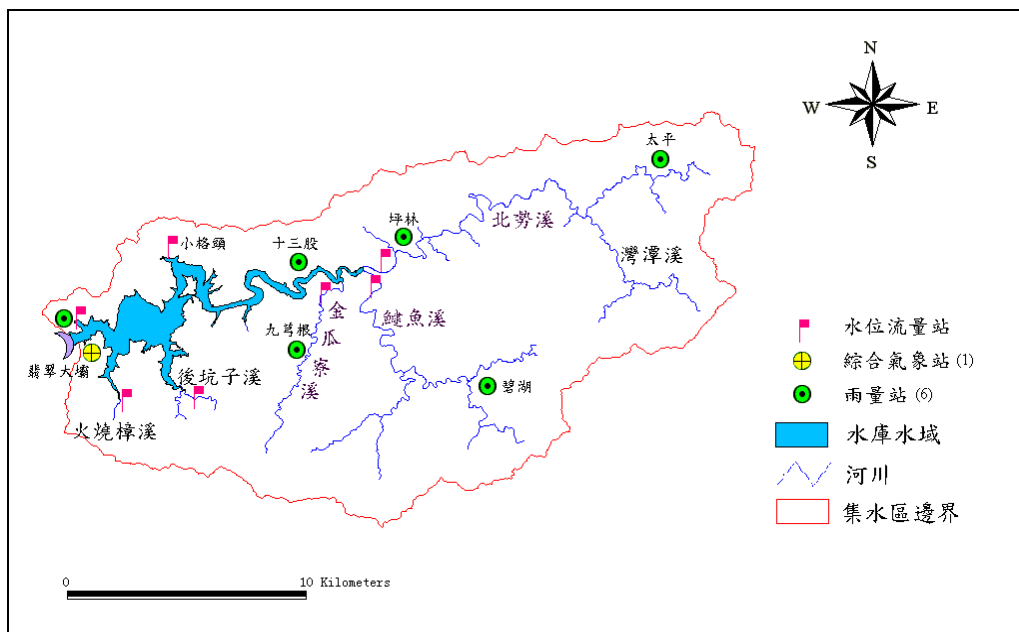 N
W
E
S
太平
坪林
北勢溪
小格頭
十三股
灣潭溪
金瓜寮溪
鰱魚溪
九芎根
翡翠大壩
後坑子溪
碧湖
火燒樟溪
水位流量站
綜合氣象站 (1)
雨量站 (6)
水庫水域
河川
集水區邊界
0
10 Kilometers